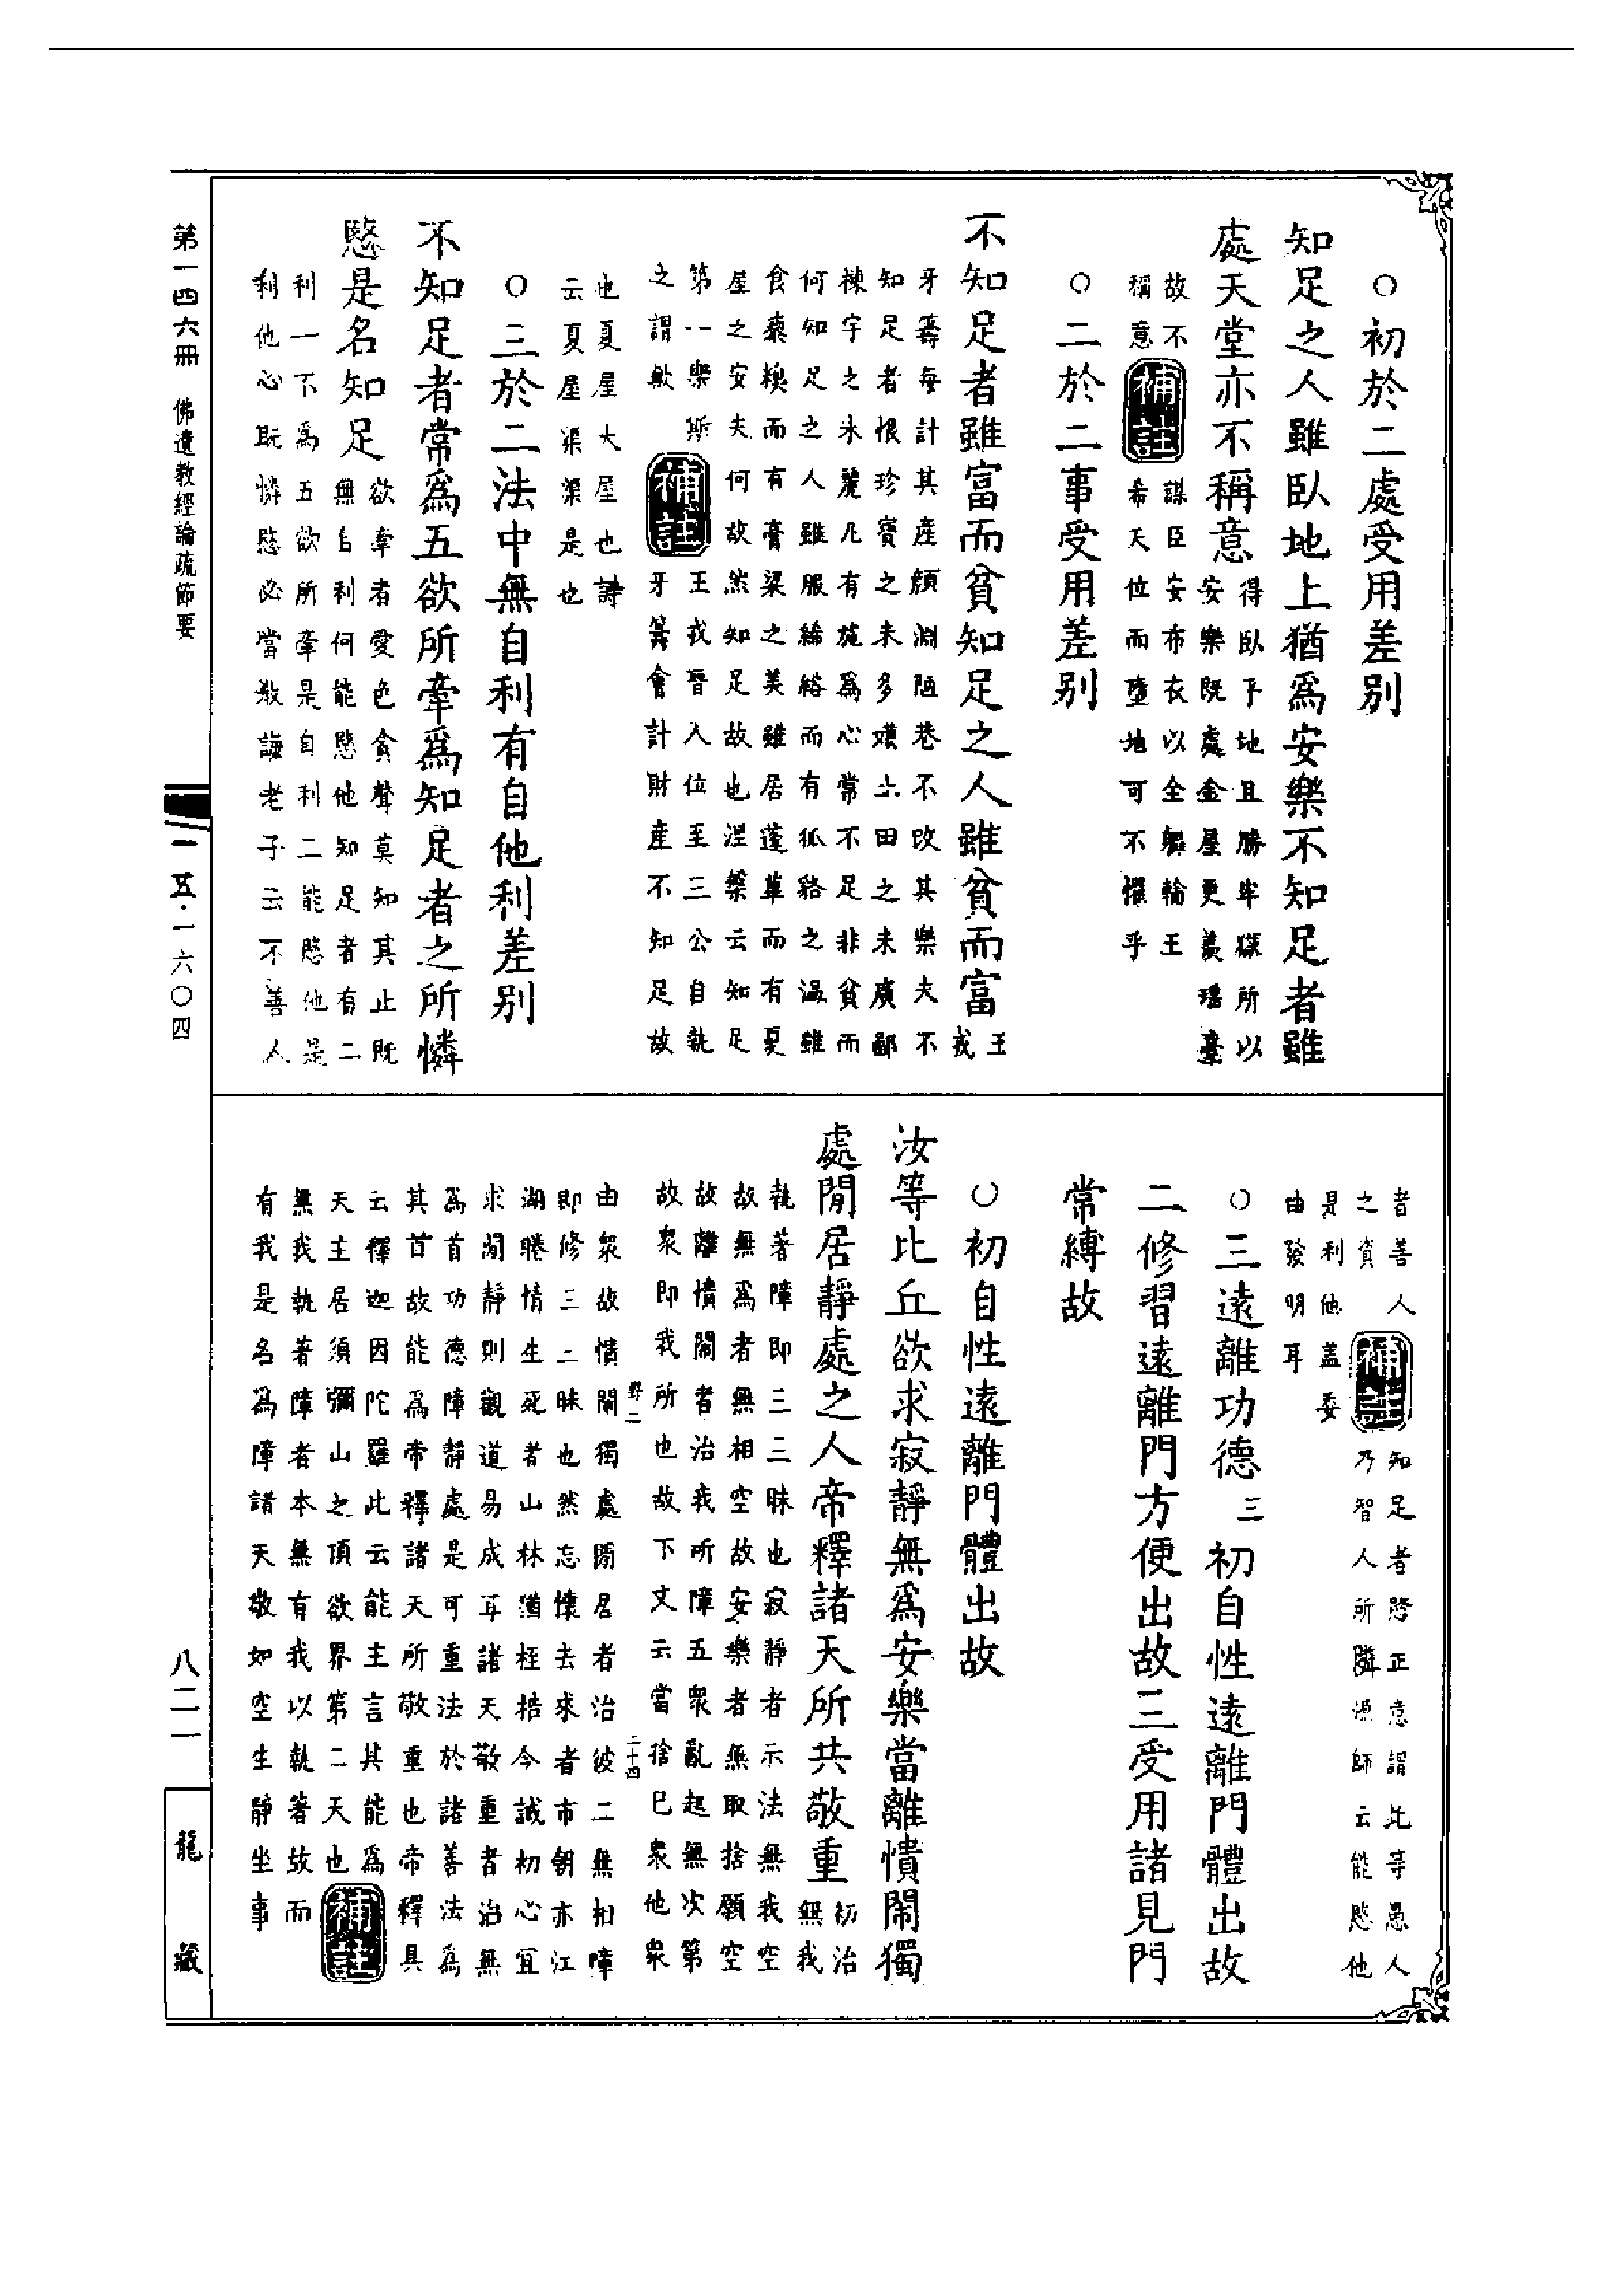 ○初於二處受用差別
知足之人雖臥地上猶爲安樂不知足者雖
處天堂亦不稱意
得臥下地且勝牢獄所以
安樂既處金屋更羨瑤臺
故不
稱意
補註
謀臣安布衣以全軀輪王
希天位而墮地可不懼乎
○二於二事受用差別
不知足者雖富而貧知足之人雖貧而富
王
戎
牙籌每計其產顏淵陋巷不改其樂夫不
知足者恨珍寶之未多嫌土田之未廣鄙
棟宇之未麗凡有施爲心常不足非貧而
何知足之人雖服絺綌而有狐貉之溫雖
食藜糗而有膏粱之美雖居蓬蓽而有夏
屋之安夫何故然知足故也涅槃云知足
第一樂斯
之謂歟
補註
王戎晉人位至三公自執
牙籌會計財產不知足故
也夏屋大屋也詩
云夏屋渠渠是也
○三於二法中無自利有自他利差別
不知足者常爲五欲所牽爲知足者之所憐
愍是名知足
欲牽者愛色貪聲莫知其止既
無自利何能愍他知足者有二
利一不爲五欲所牽是自利二能愍他是
利他心既憐愍必當教誨老子云不善人
者善人
之資
補註
知足者既正意謂此等愚人
乃智人所憐源師云能愍他
是利他蓋委
由發明耳
○三遠離功德三初自性遠離門體出故
二修習遠離門方便出故三受用諸見門
常縛故
○初自性遠離門體出故
汝等比丘欲求寂靜無爲安樂當離憒閙獨
處閒居靜處之人帝釋諸天所共敬重
初治
無我
執著障即三三昧也寂靜者示法無我空
故無爲者無相空故安樂者無取捨願空
故離憒閙者治我所障五衆亂起無次第
故衆即我所也故下文云當捨已衆他衆
由衆故憒閙獨處閒居者治彼二無相障
即修三三昧也然忘懷去求者市朝亦江
湖睠情生死者山林猶桎梏今誡初心宜
求閑靜則觀道易成耳諸天敬重者治無
爲首功德障靜處是可重法於諸善法爲
其首故能爲帝釋諸天所敬重也帝釋具
云釋迦因陀羅此云能主言其能爲
天主居須彌山之頂欲界第二天也
補註
無我執著障者本無有我以執著故而
有我是名爲障諸天敬如空生靜坐事
第一四六冊　佛遺教經論疏節要
一一五·一六〇四
八二一
龍藏